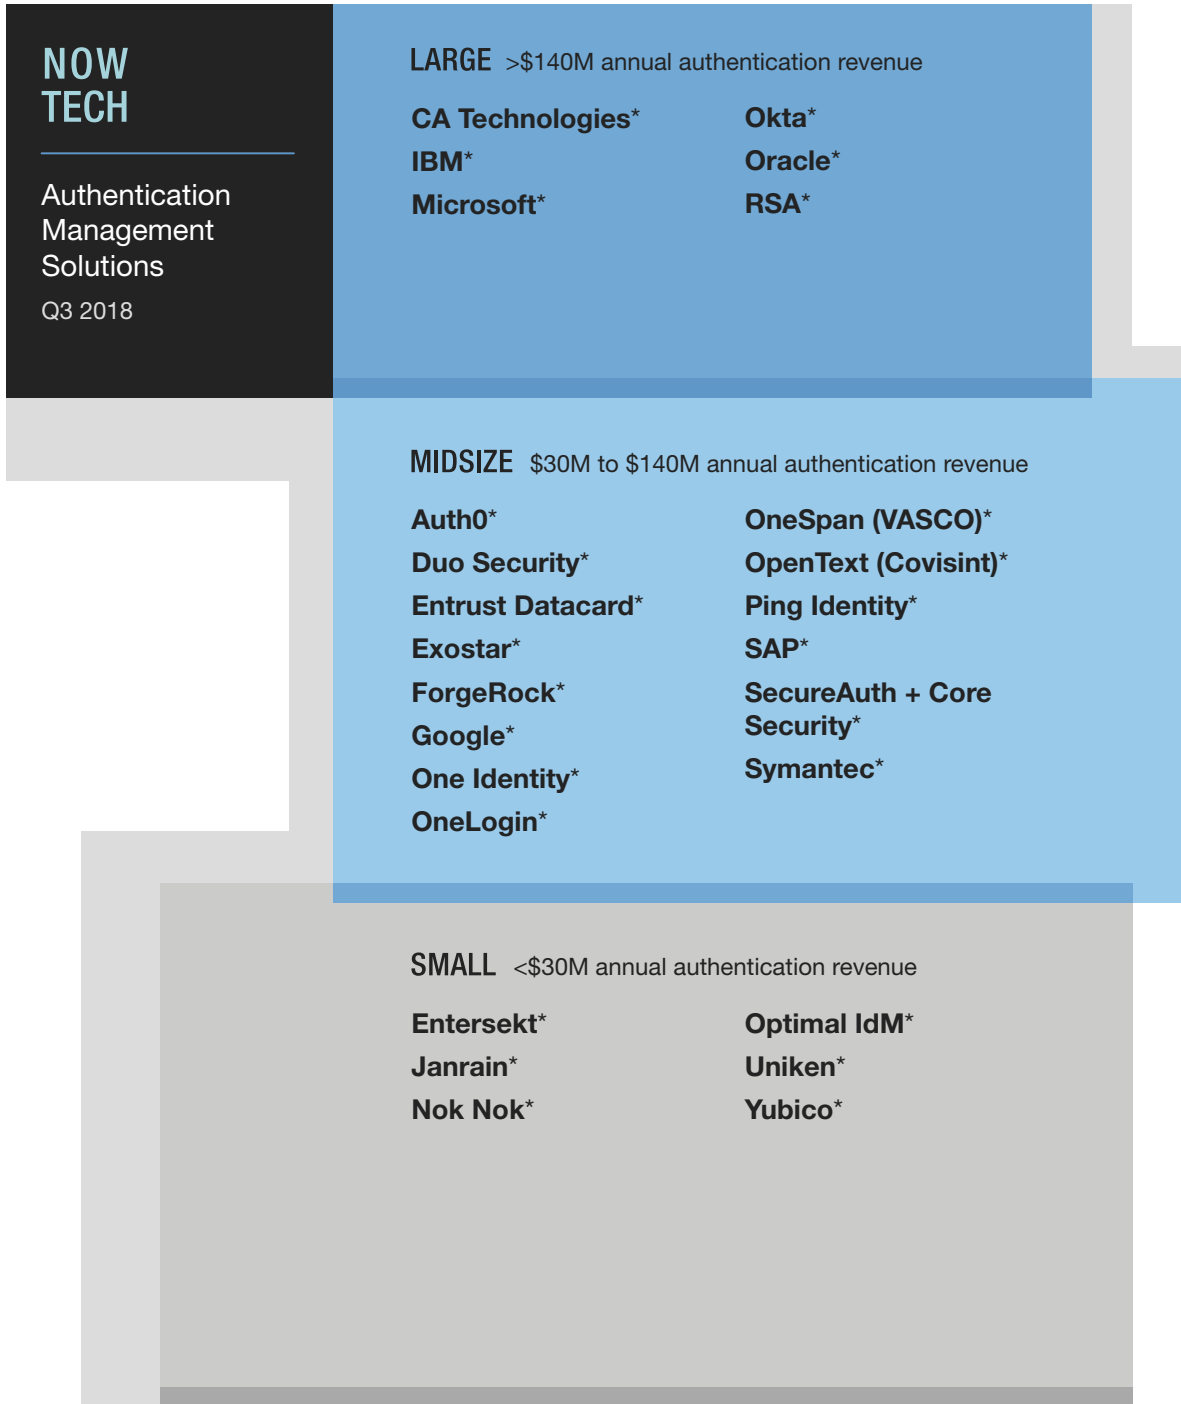 NOW
TECH
Authentication
Management
Solutions
Q3 2018
LARGE >$140M annual authentication revenue
CA Technologies*
IBM*
Microsoft*
Okta*
Oracle*
RSA*
MIDSIZE $30M to $140M annual authentication revenue
Auth0*
Duo Security*
Entrust Datacard*
Exostar*
ForgeRock*
Google*
One Identity*
OneLogin*
OneSpan (VASCO)*
OpenText (Covisint)*
Ping Identity*
SAP*
SecureAuth + Core
Security*
Symantec*
SMALL <$30M annual authentication revenue
Entersekt*
Janrain*
Nok Nok*
Optimal IdM*
Uniken*
Yubico*